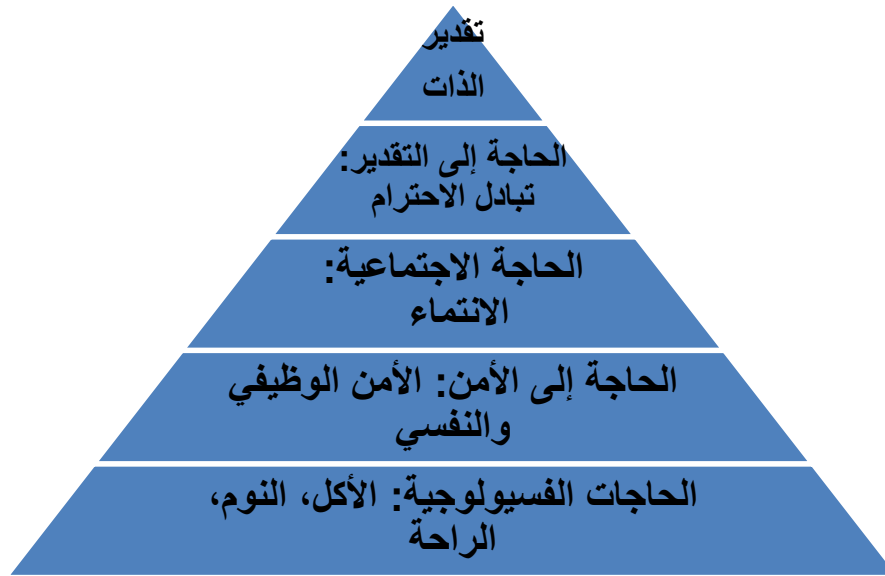 تقدير
الذات
الحاجة إلى التقدير:
تبادل الاحترام
الحاجة الاجتماعية:
الانتماء
الحاجة إلى الأمن: الأمن الوظيفي
والنفسي
الحاجات الفسيولوجية: الأكل، النوم،
الراحة